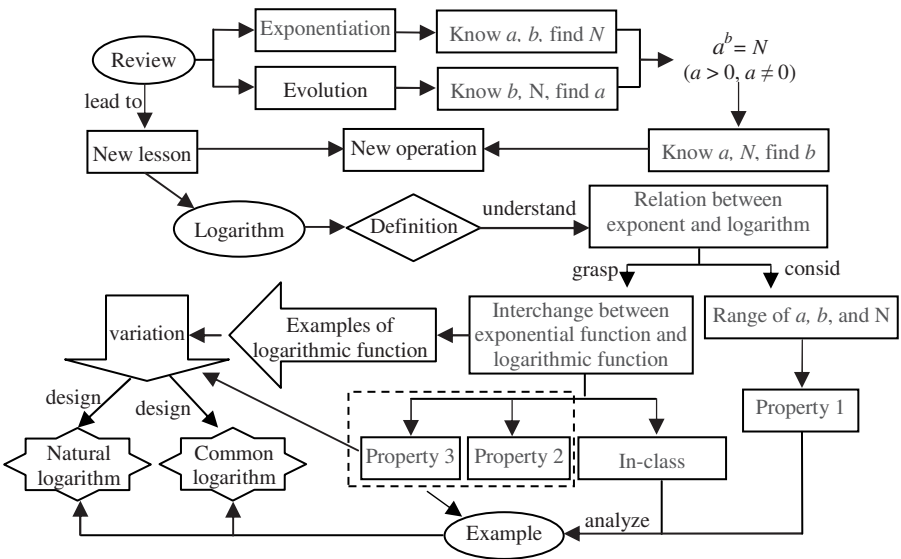 Exponentiation
Know a, b, find N
Review
a^b = N
(a > 0, a ≠ 0)
Evolution
Know b, N, find a
lead to
New lesson
New operation
Know a, N, find b
Logarithm
Definition
understand
Relation between
exponent and logarithm
grasp
consid
variation
Examples of
logarithmic function
Interchange between
exponential function and
logarithmic function
Range of a, b, and N
design
design
Property 1
Natural
logarithm
Common
logarithm
Property 3
Property 2
In-class
Example
analyze